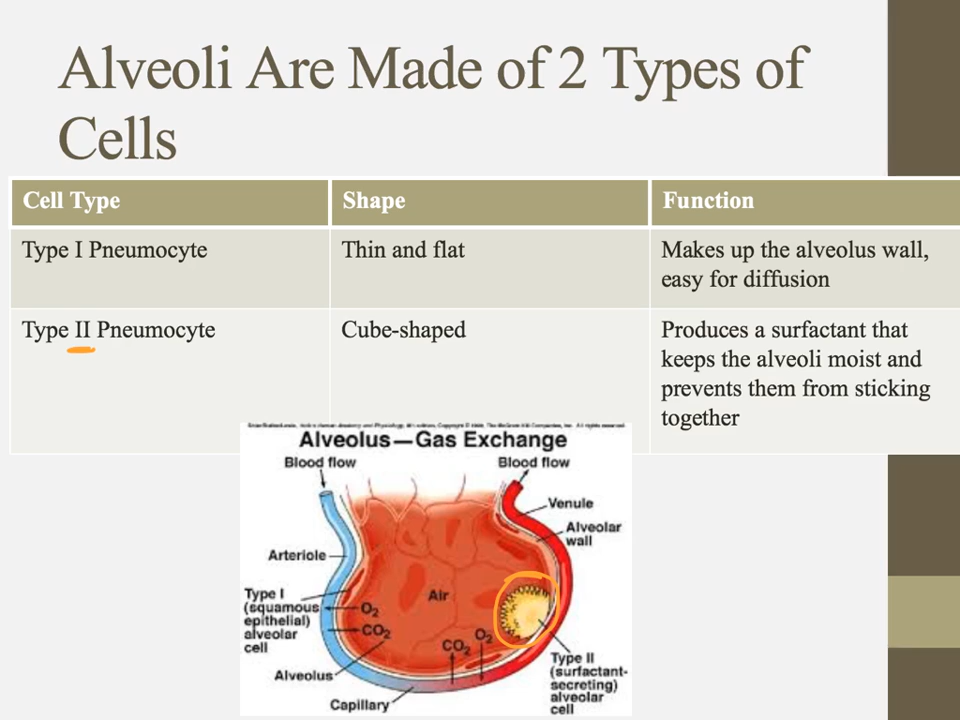 Alveoli Are Made of 2 Types of
Cells
Cell Type
Shape
Function
Type I Pneumocyte
Thin and flat
Makes up the alveolus wall,
easy for diffusion
Type II Pneumocyte
Cube-shaped
Produces a surfactant that
keeps the alveoli moist and
prevents them from sticking
together
Alveolus—Gas Exchange
Blood flow
Blood flow
Venule
Alveolar
wall
Arteriole
Type I
(squamous
epithelial)
alveolar
cell
Air
O2
CO2
CO2
O2
Alveolus
Capillary
Type II
(surfactant-
secreting)
alveolar
cell